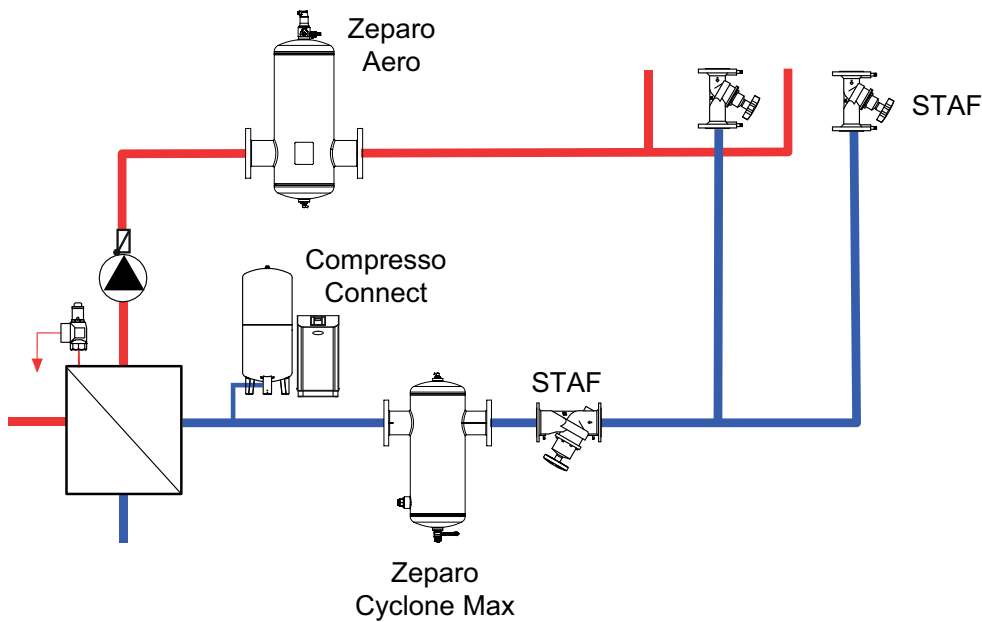 Zeparo
Aero
STAF
Compresso
Connect
STAF
Zeparo
Cyclone Max